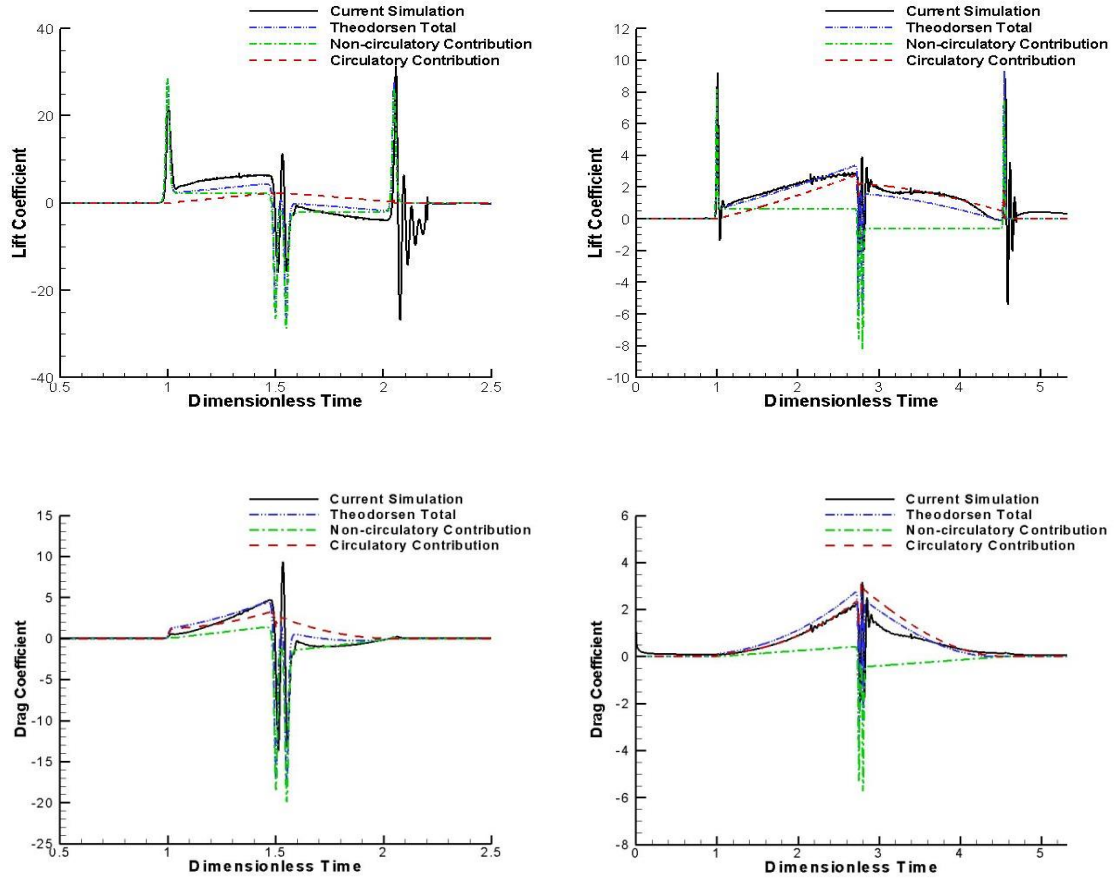 Current Simulation
Theodorsen Total
Non-circulatory Contribution
Circulatory Contribution
40
20
0
-20
-40
Lift Coefficient
0.5 1 1.5 2 2.5
Dimensionless Time
Current Simulation
Theodorsen Total
Non-circulatory Contribution
Circulatory Contribution
12
10
8
6
4
2
0
-2
-4
-6
-8
-10
Lift Coefficient
0 1 2 3 4 5
Dimensionless Time
Current Simulation
Theodorsen Total
Non-circulatory Contribution
Circulatory Contribution
15
10
5
0
-5
-10
-15
-20
-25
Drag Coefficient
0.5 1 1.5 2 2.5
Dimensionless Time
Current Simulation
Theodorsen Total
Non-circulatory Contribution
Circulatory Contribution
6
4
2
0
-2
-4
-6
-8
Drag Coefficient
0 1 2 3 4 5
Dimensionless Time